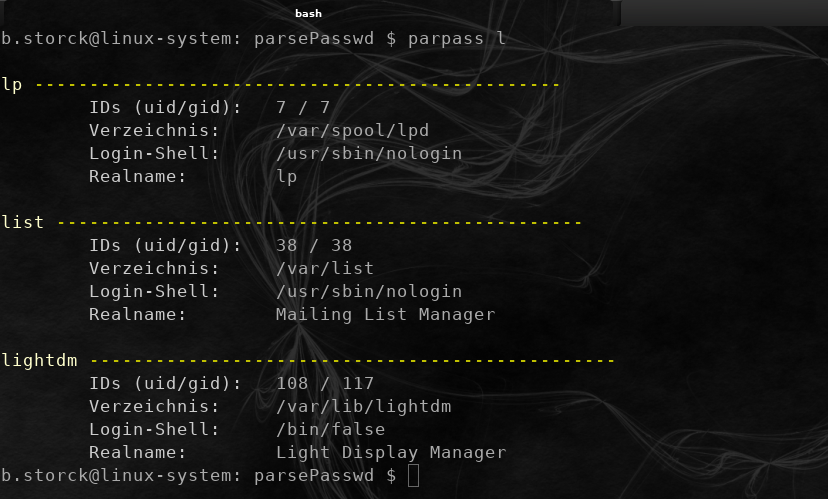 bash
b.storck@linux-system: parsePasswd $ parpass l
lp ------------------------------------------------
IDs (uid/gid): 7 / 7
Verzeichnis: /var/spool/lpd
Login-Shell: /usr/sbin/nologin
Realname: lp
list ------------------------------------------------
IDs (uid/gid): 38 / 38
Verzeichnis: /var/list
Login-Shell: /usr/sbin/nologin
Realname: Mailing List Manager
lightdm ------------------------------------------------
IDs (uid/gid): 108 / 117
Verzeichnis: /var/lib/lightdm
Login-Shell: /bin/false
Realname: Light Display Manager
b.storck@linux-system: parsePasswd $